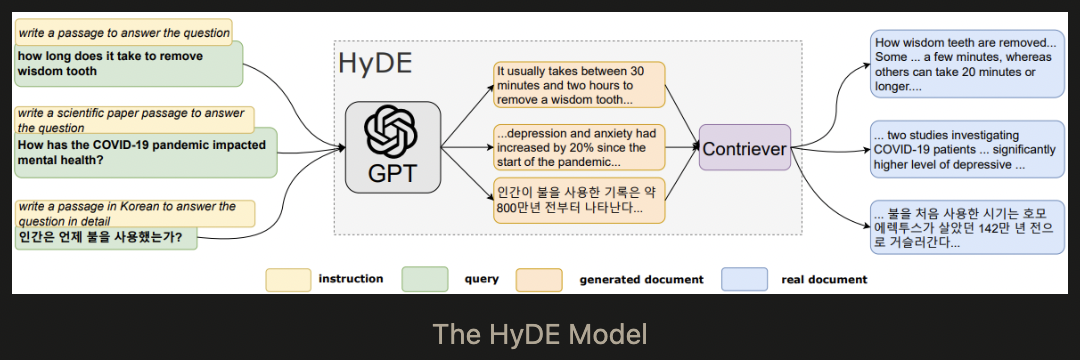 write a passage to answer the question
how long does it take to remove
wisdom tooth
write a scientific paper passage to answer
the question
How has the COVID-19 pandemic impacted
mental health?
write a passage in Korean to answer the
question in detail
인간은 언제 불을 사용했는가?
HyDE
GPT
It usually takes between 30
minutes and two hours to
remove a wisdom tooth...
...depression and anxiety had
increased by 20% since the
start of the pandemic...
인간이 불을 사용한 기록은 약
800만년 전부터 나타난다...
Contriever
How wisdom teeth are removed...
Some ... a few minutes, whereas
others can take 20 minutes or
longer....
... two studies investigating
COVID-19 patients ... significantly
higher level of depressive ...
... 불을 처음 사용한 시기는 호모
에렉투스가 살았던 142만 년 전으
로 거슬러간다...
instruction
query
generated document
real document
The HyDE Model